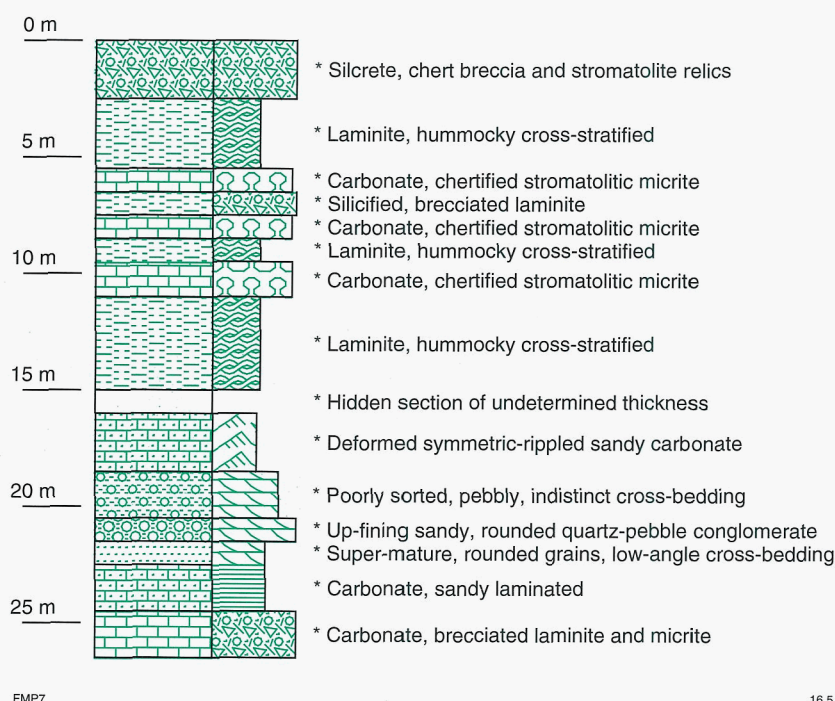 0 m
* Silcrete, chert breccia and stromatolite relics
* Laminite, hummocky cross-stratified
5 m
* Carbonate, chertified stromatolitic micrite
* Silicified, brecciated laminite
* Carbonate, chertified stromatolitic micrite
* Laminite, hummocky cross-stratified
10 m
* Carbonate, chertified stromatolitic micrite
* Laminite, hummocky cross-stratified
15 m
* Hidden section of undetermined thickness
* Deformed symmetric-rippled sandy carbonate
20 m
* Poorly sorted, pebbly, indistinct cross-bedding
* Up-fining sandy, rounded quartz-pebble conglomerate
* Super-mature, rounded grains, low-angle cross-bedding
* Carbonate, sandy laminated
25 m
* Carbonate, brecciated laminite and micrite
FMP7
16.5